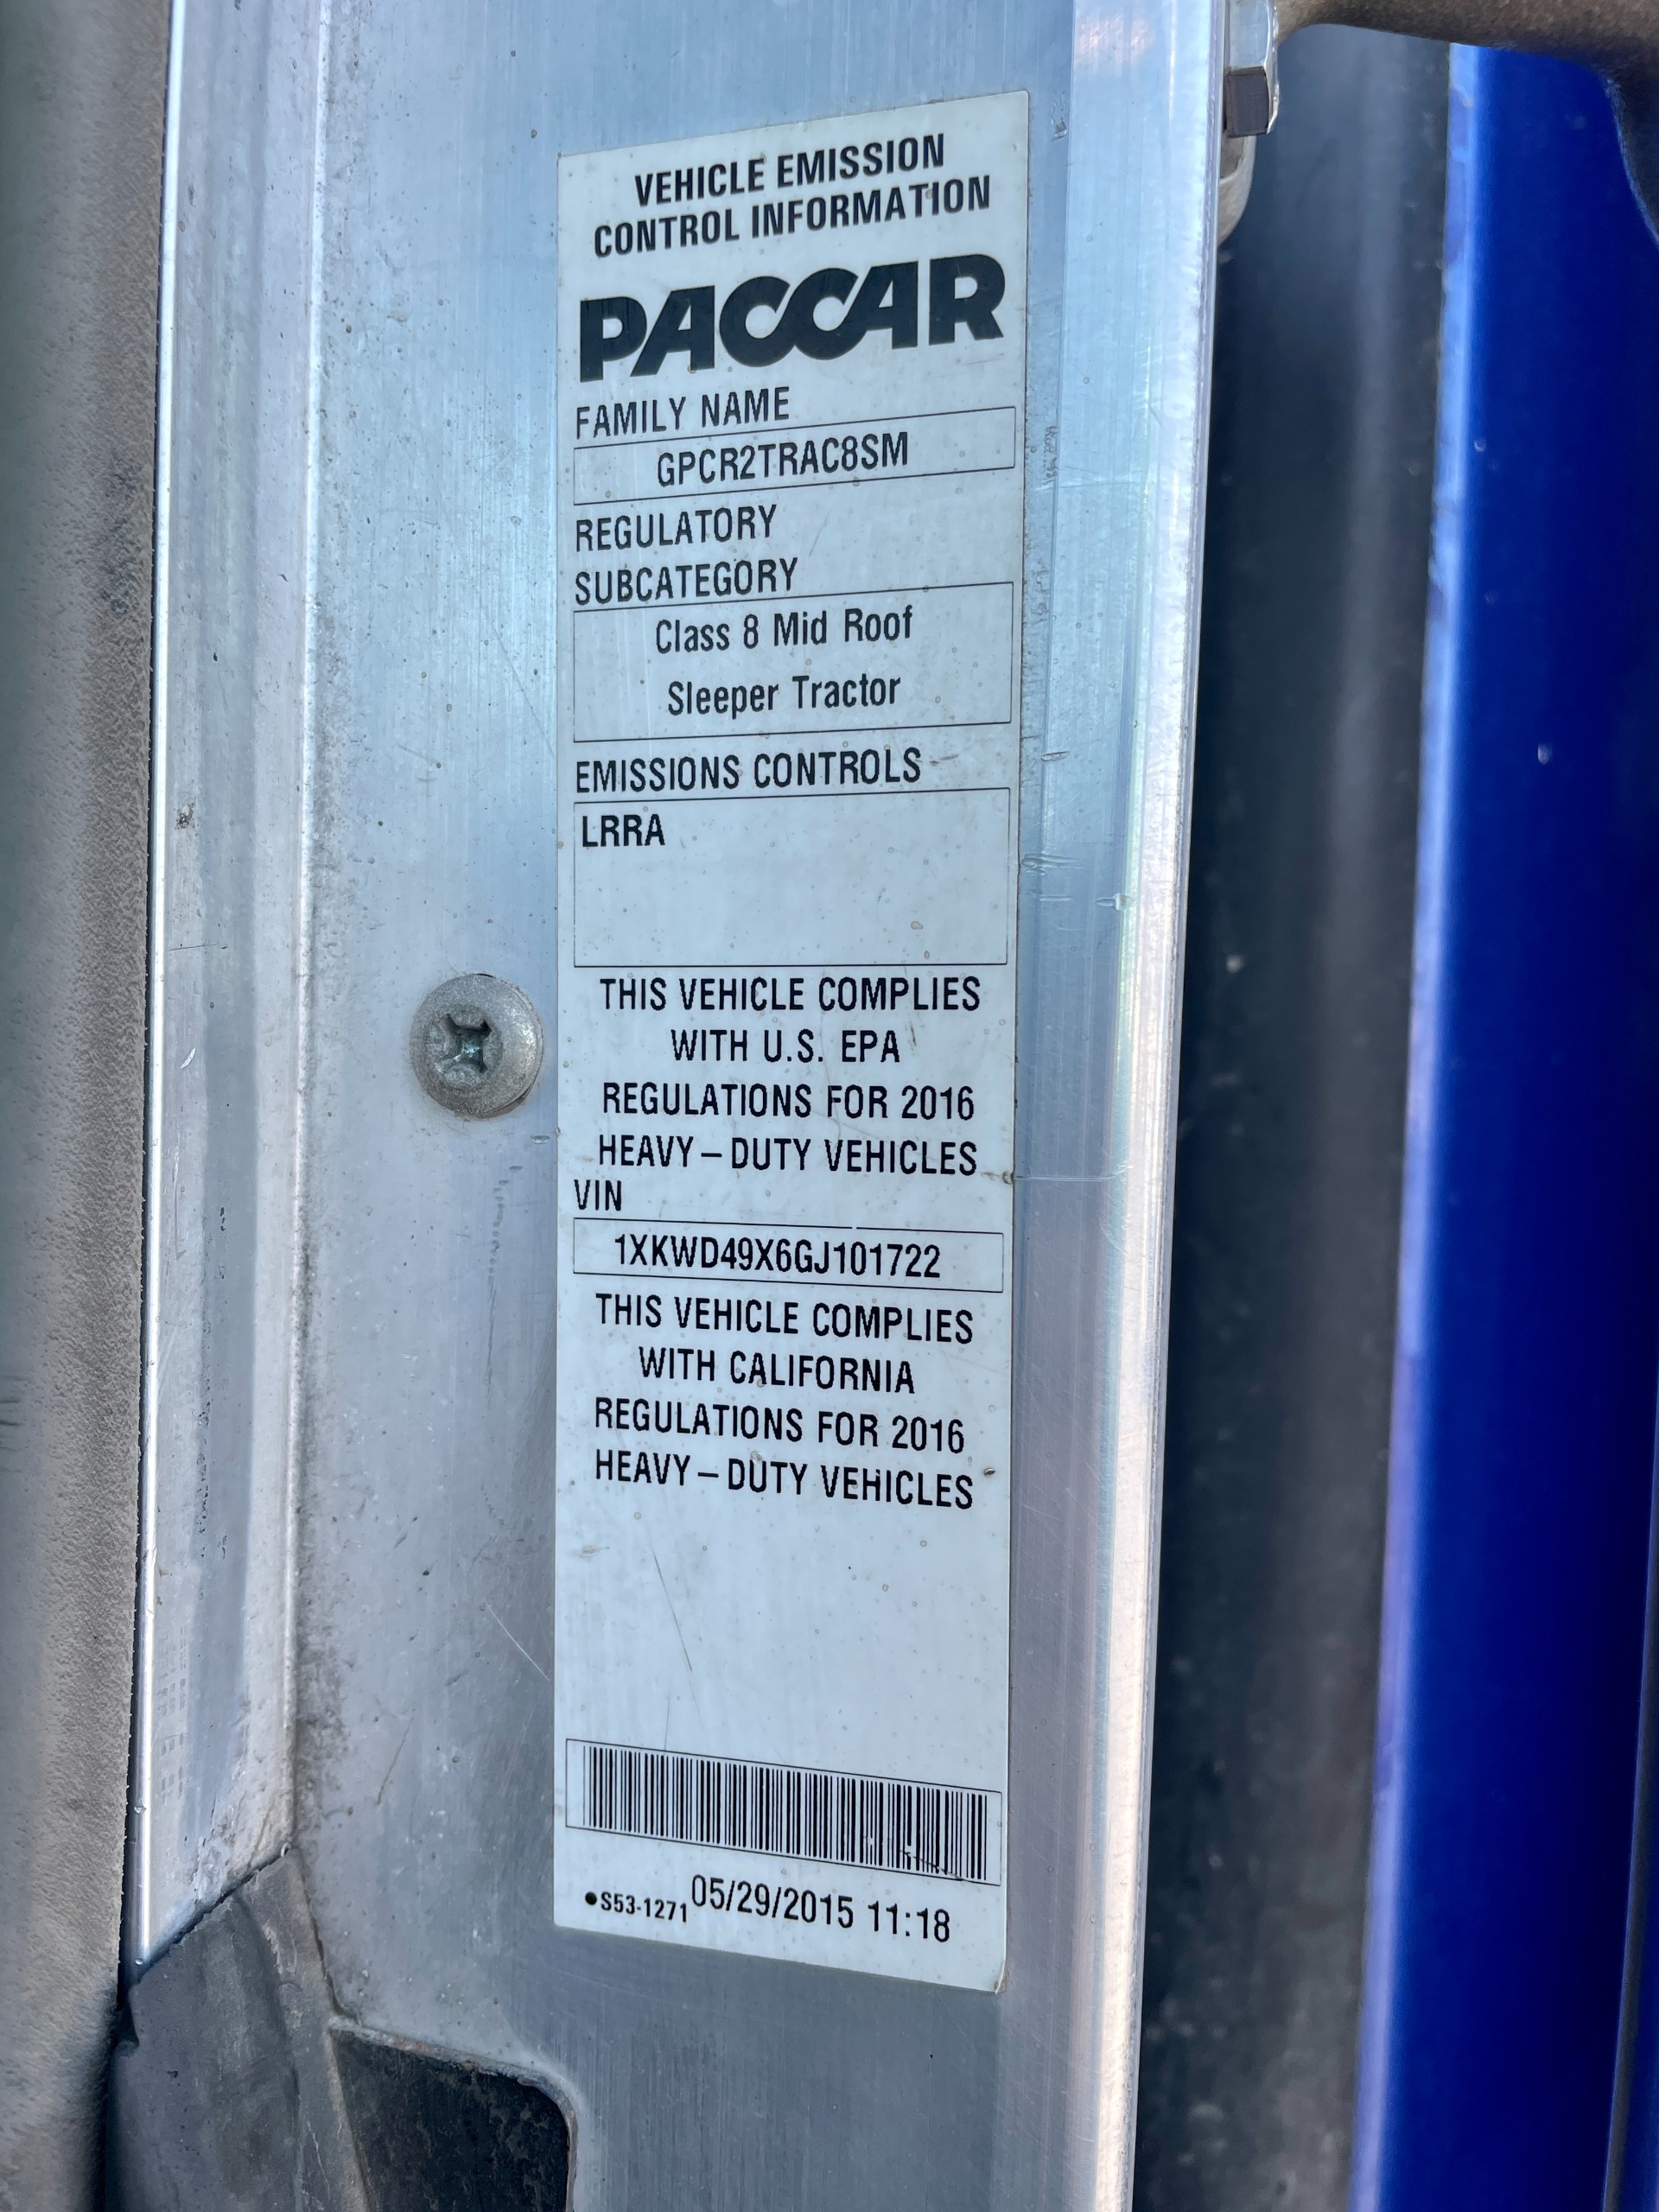 VEHICLE EMISSION
CONTROL INFORMATION
PACCAR
FAMILY NAME
GPCR2TRAC8SM
REGULATORY
SUBCATEGORY
Class 8 Mid Roof
Sleeper Tractor
EMISSIONS CONTROLS
LRRA
THIS VEHICLE COMPLIES
WITH U.S. EPA
REGULATIONS FOR 2016
HEAVY–DUTY VEHICLES
VIN
1XKWD49X6GJ101722
THIS VEHICLE COMPLIES
WITH CALIFORNIA
REGULATIONS FOR 2016
HEAVY–DUTY VEHICLES
•S53-1271 05/29/2015 11:18